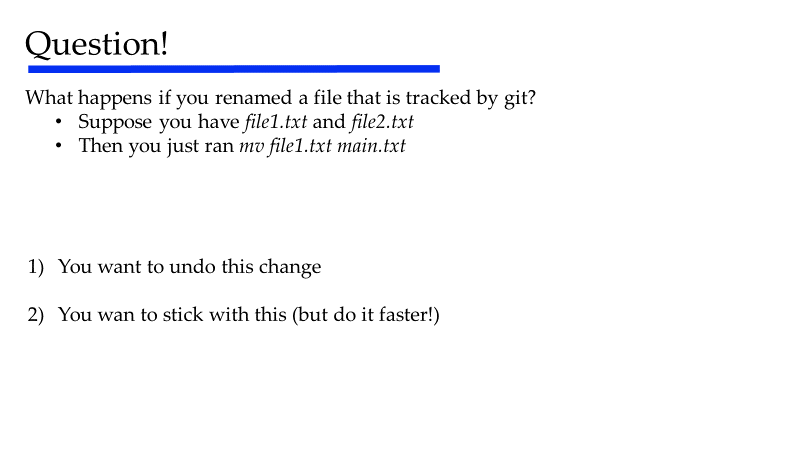 Question!
What happens if you renamed a file that is tracked by git?
• Suppose you have file1.txt and file2.txt
• Then you just ran mv file1.txt main.txt
1) You want to undo this change
2) You wan to stick with this (but do it faster!)